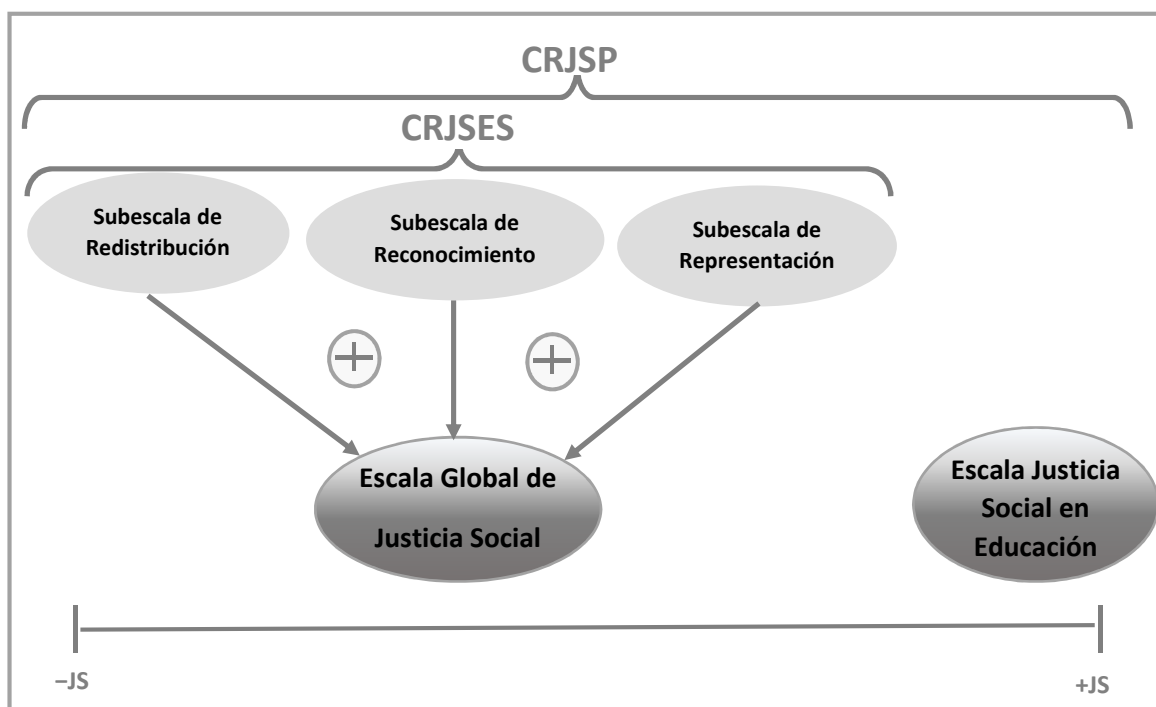 CRJSP
CRJSES
Subescala de
Redistribución
Subescala de
Reconocimiento
Subescala de
Representación
Escala Global de
Justicia Social
Escala Justicia
Social en
Educación
–JS
+JS